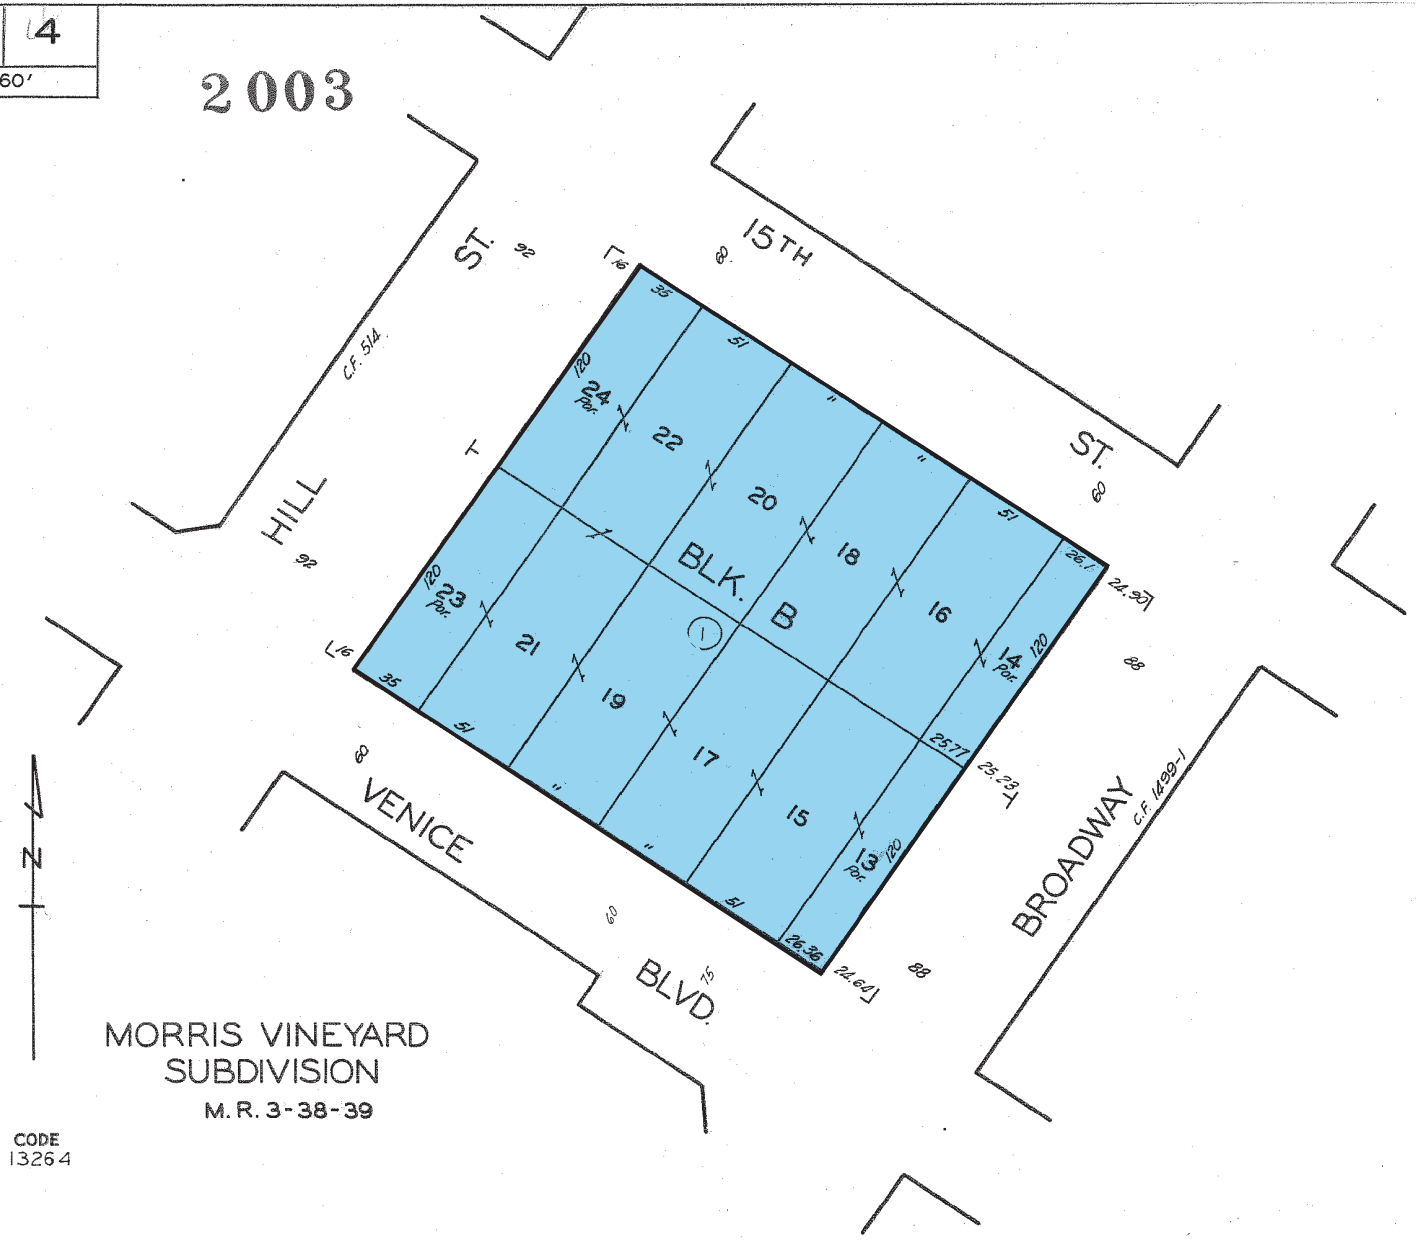 4
60'
2003
15TH
ST.
60
60
ST.
92
16
C.F. 514
HILL
92
T
16
35
51
"
"
51
26.1
24.90
120
24
Por.
22
20
18
16
14
Por.
120
BLK. B
1
25.77
25.23
120
23
Por.
21
19
17
15
13
Por.
120
35
51
"
"
51
26.36
24.64
88
88
BROADWAY
C.F. 1499-1
60
VENICE
60
75
BLVD.
N
MORRIS VINEYARD
SUBDIVISION
M.R. 3-38-39
CODE
13264